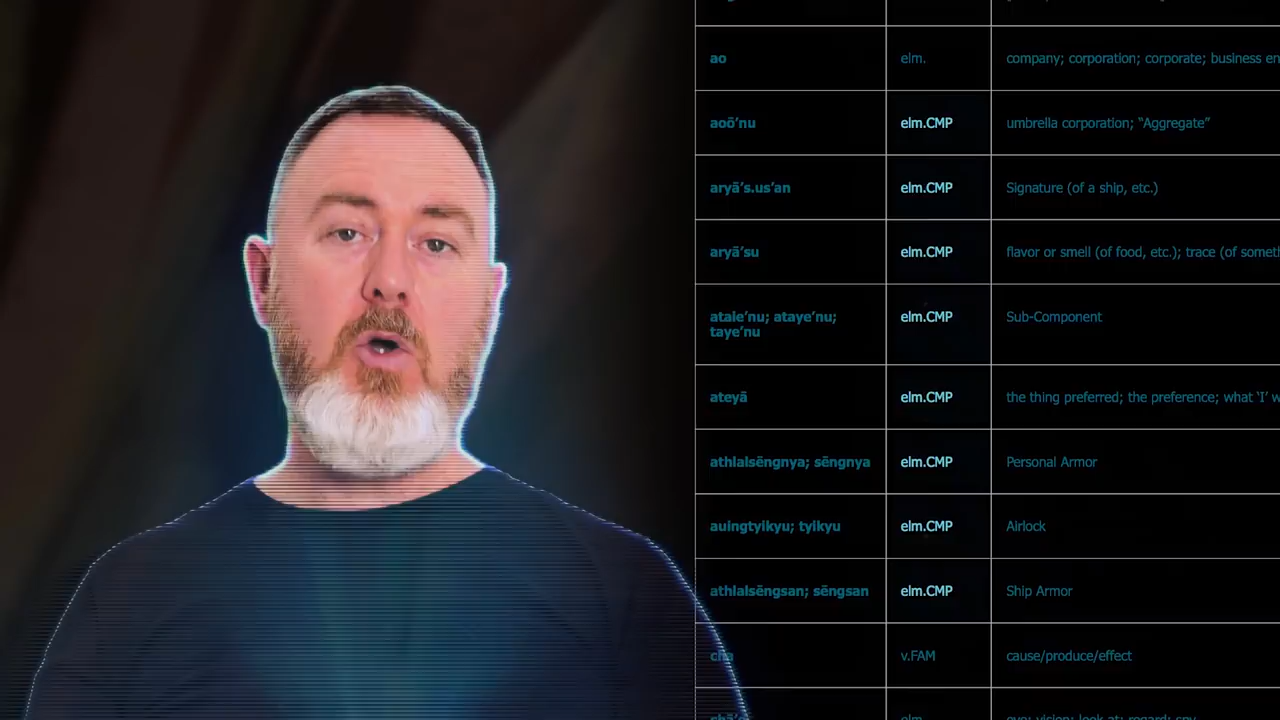 ao elm. company; corporation; corporate; business en
aoō’nu elm.CMP umbrella corporation; “Aggregate”
aryā’s.us’an elm.CMP Signature (of a ship, etc.)
aryā’su elm.CMP flavor or smell (of food, etc.); trace (of somet
atale’nu; ataye’nu; elm.CMP Sub-Component
taye’nu
ateyā elm.CMP the thing preferred; the preference; what ‘I’ w
athlalsēngnya; sēngnya elm.CMP Personal Armor
auingtyikyu; tyikyu elm.CMP Airlock
athlalsēngsan; sēngsan elm.CMP Ship Armor
cha v.FAM cause/produce/effect